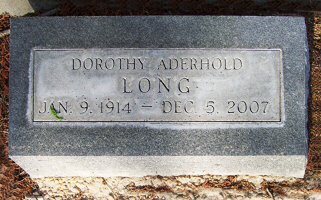 DOROTHY ADERHOLD
LONG
JAN. 9. 1914 – DEC. 5. 2007